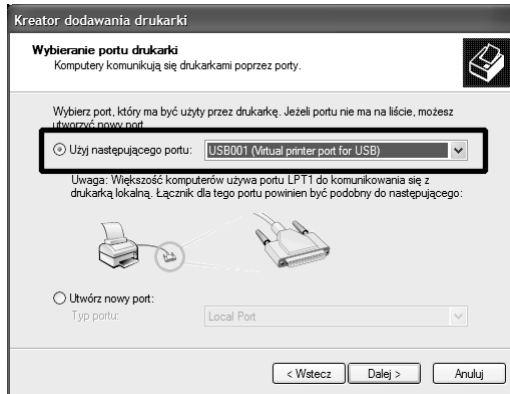 Kreator dodawania drukarki
Wybieranie portu drukarki
Komputery komunikują się drukarkami poprzez porty.
Wybierz port, który ma być użyty przez drukarkę. Jeżeli portu nie ma na liście, możesz
utworzyć nowy port.
Użyj następującego portu: USB001 (Virtual printer port for USB)
Uwaga: Większość komputerów używa portu LPT1 do komunikowania się z
drukarką lokalną. Łącznik dla tego portu powinien być podobny do następującego:
Utwórz nowy port:
Typ portu: Local Port
< Wstecz Dalej > Anuluj